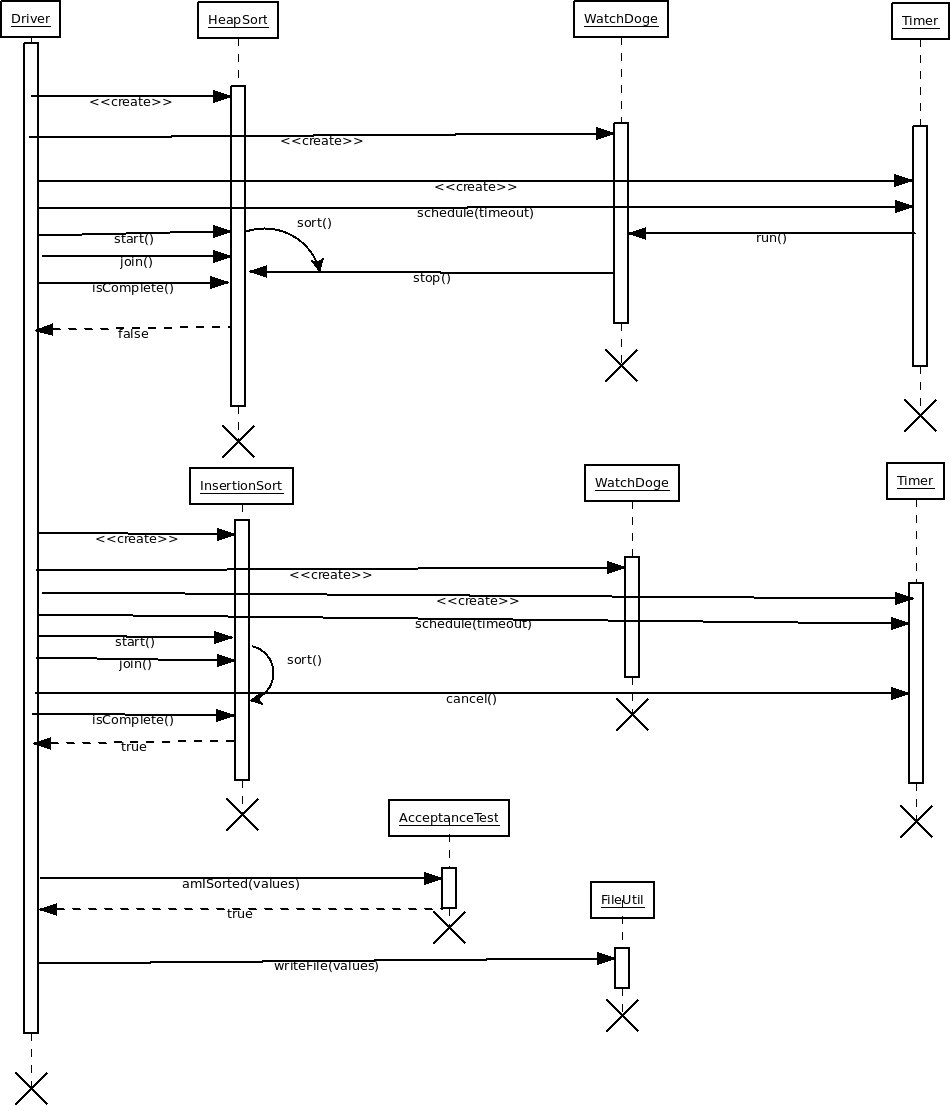 Driver
HeapSort
WatchDoge
Timer
<<create>>
<<create>>
<<create>>
schedule(timeout)
sort()
start()
run()
join()
stop()
isComplete()
false
InsertionSort
WatchDoge
Timer
<<create>>
<<create>>
<<create>>
schedule(timeout)
start()
sort()
join()
cancel()
isComplete()
true
AcceptanceTest
amISorted(values)
FileUtil
true
writeFile(values)